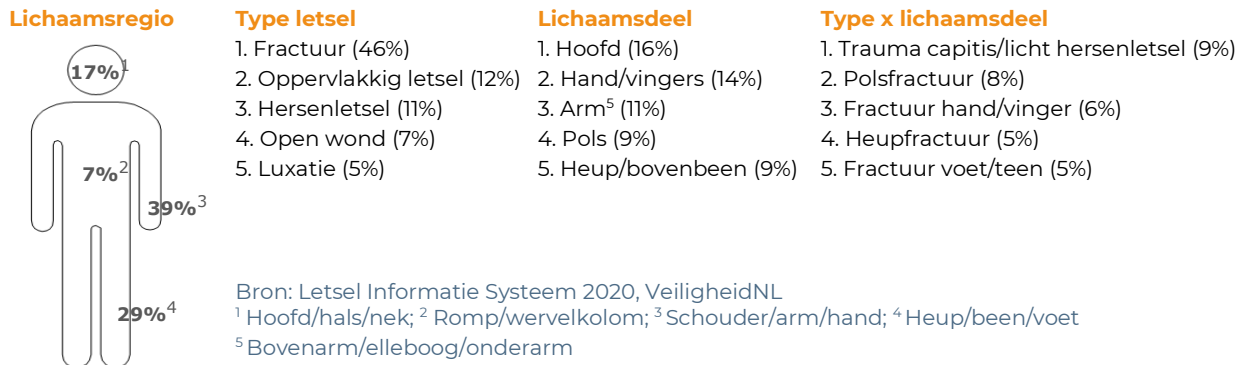 Lichaamsregio
17%¹
7%²
39%³
29%⁴
Type letsel
1. Fractuur (46%)
2. Oppervlakkig letsel (12%)
3. Hersenletsel (11%)
4. Open wond (7%)
5. Luxatie (5%)
Lichaamsdeel
1. Hoofd (16%)
2. Hand/vingers (14%)
3. Arm⁵ (11%)
4. Pols (9%)
5. Heup/bovenbeen (9%)
Type x lichaamsdeel
1. Trauma capitis/licht hersenletsel (9%)
2. Polsfractuur (8%)
3. Fractuur hand/vinger (6%)
4. Heupfractuur (5%)
5. Fractuur voet/teen (5%)
Bron: Letsel Informatie Systeem 2020, VeiligheidNL
¹ Hoofd/hals/nek; ² Romp/wervelkolom; ³ Schouder/arm/hand; ⁴ Heup/been/voet
⁵ Bovenarm/elleboog/onderarm